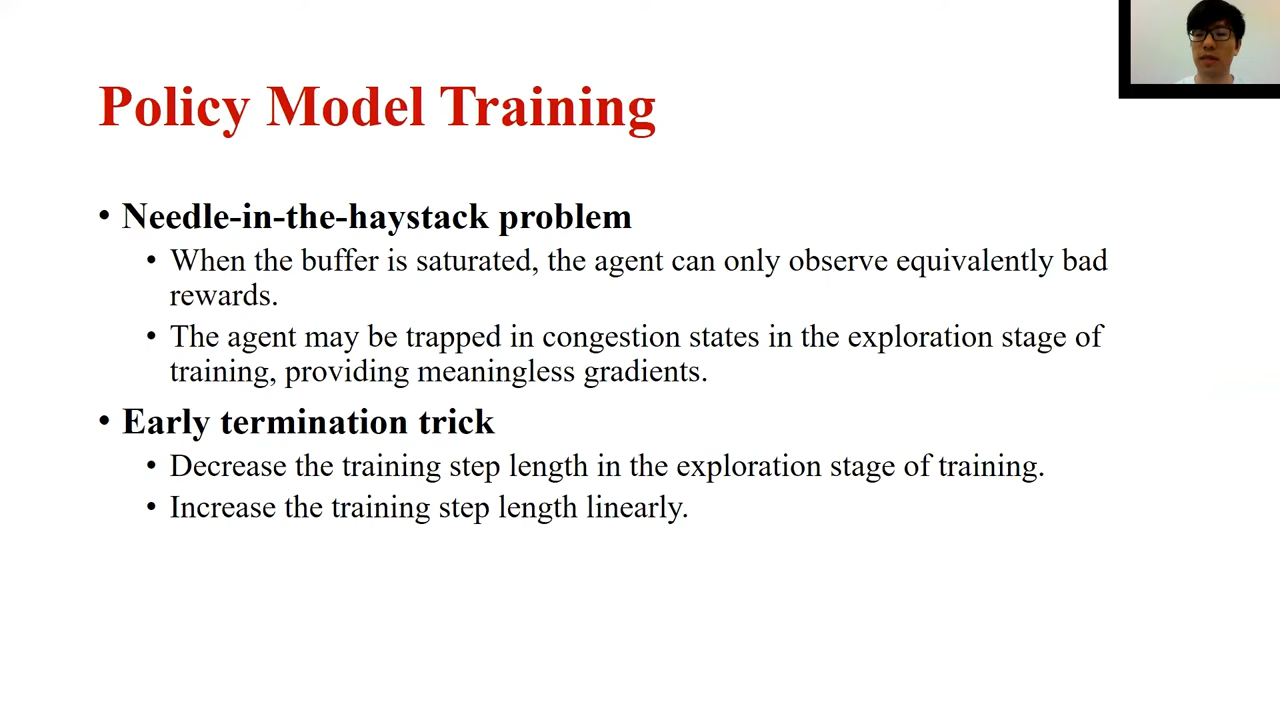 Policy Model Training
• Needle-in-the-haystack problem
• When the buffer is saturated, the agent can only observe equivalently bad
rewards.
• The agent may be trapped in congestion states in the exploration stage of
training, providing meaningless gradients.
• Early termination trick
• Decrease the training step length in the exploration stage of training.
• Increase the training step length linearly.